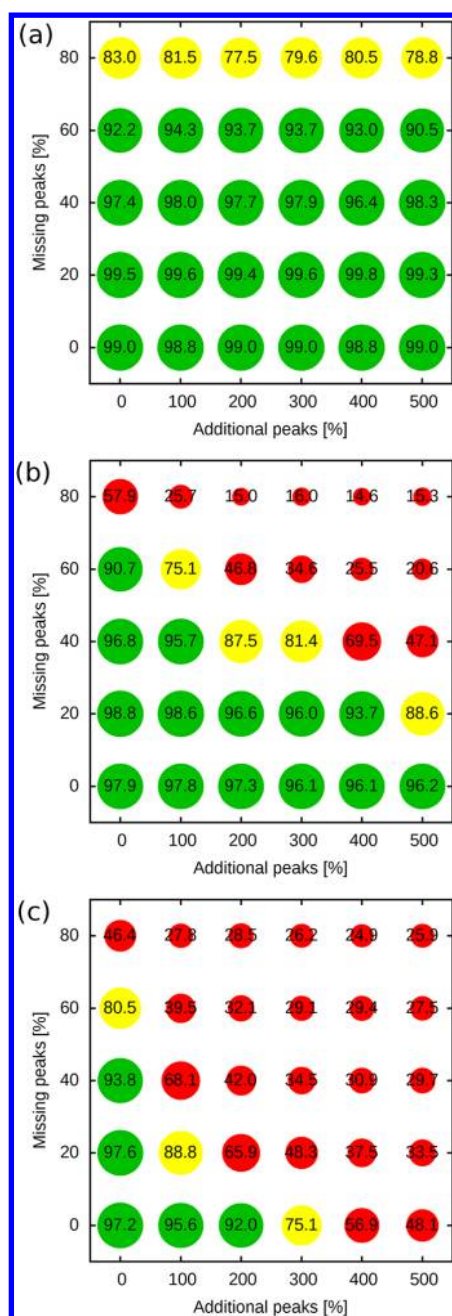 (a)
80 83.0 81.5 77.5 79.6 80.5 78.8
60 92.2 94.3 93.7 93.7 93.0 90.5
40 97.4 98.0 97.7 97.9 96.4 98.3
20 99.5 99.6 99.4 99.6 99.8 99.3
0 99.0 98.8 99.0 99.0 98.8 99.0
Missing peaks [%]
0 100 200 300 400 500
Additional peaks [%]
(b)
80 57.9 25.7 15.0 16.0 14.6 15.3
60 90.7 75.1 46.8 34.6 25.5 20.6
40 96.8 95.7 87.5 81.4 69.5 47.1
20 98.8 98.6 96.6 96.0 93.7 88.6
0 97.9 97.8 97.3 96.1 96.1 96.2
Missing peaks [%]
0 100 200 300 400 500
Additional peaks [%]
(c)
80 46.4 27.8 28.5 26.2 24.9 25.9
60 80.5 39.5 32.1 29.1 29.4 27.5
40 93.8 68.1 42.0 34.5 30.9 29.7
20 97.6 88.8 65.9 48.3 37.5 33.5
0 97.2 95.6 92.0 75.1 56.9 48.1
Missing peaks [%]
0 100 200 300 400 500
Additional peaks [%]